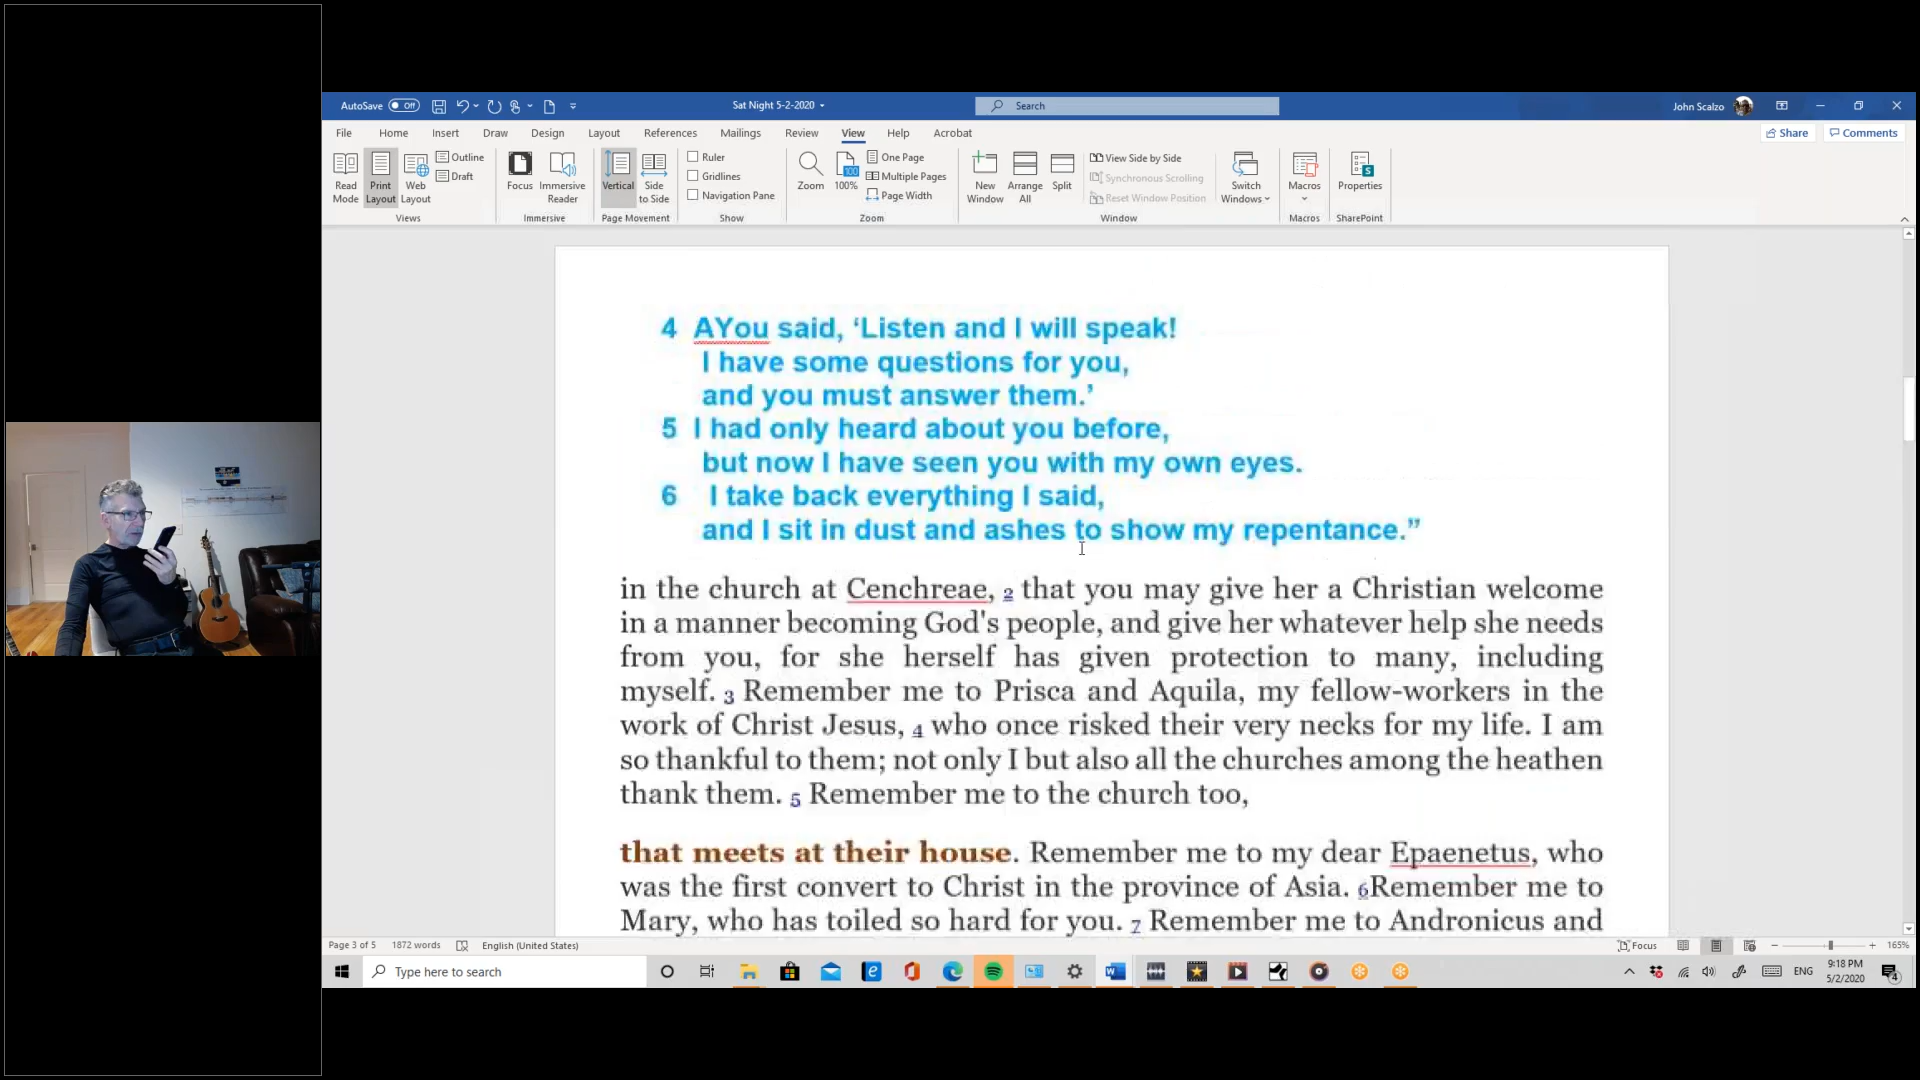 AutoSave Off
Sat Night 5-2-2020
Search
John Scalzo
File Home Insert Draw Design Layout References Mailings Review View Help Acrobat
Share Comments
Read Mode
Print Layout
Web Layout
Outline
Draft
Views
Focus
Immersive Reader
Immersive
Vertical
Side to Side
Page Movement
Ruler
Gridlines
Navigation Pane
Show
Zoom
100
100%
One Page
Multiple Pages
Page Width
Zoom
New Window
Arrange All
Split
View Side by Side
Synchronous Scrolling
Reset Window Position
Window
Switch Windows
Macros
Macros
Properties
SharePoint
4 AYou said, ‘Listen and I will speak!
I have some questions for you,
and you must answer them.’
5 I had only heard about you before,
but now I have seen you with my own eyes.
6 I take back everything I said,
and I sit in dust and ashes to show my repentance.”
in the church at Cenchreae, 2 that you may give her a Christian welcome
in a manner becoming God's people, and give her whatever help she needs
from you, for she herself has given protection to many, including
myself. 3 Remember me to Prisca and Aquila, my fellow-workers in the
work of Christ Jesus, 4 who once risked their very necks for my life. I am
so thankful to them; not only I but also all the churches among the heathen
thank them. 5 Remember me to the church too,
that meets at their house. Remember me to my dear Epaenetus, who
was the first convert to Christ in the province of Asia. 6Remember me to
Mary, who has toiled so hard for you. 7 Remember me to Andronicus and
Page 3 of 5 1872 words English (United States)
Focus 165%
Type here to search
ENG
9:18 PM
5/2/2020
4